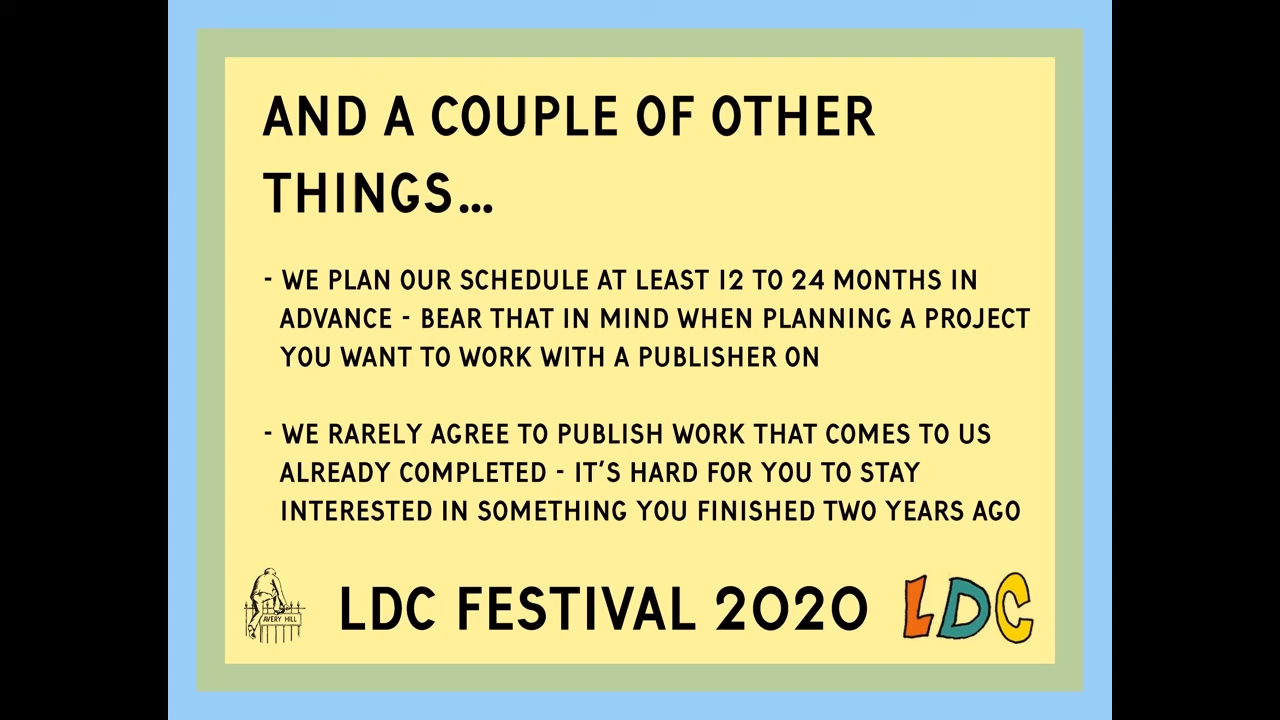 AND A COUPLE OF OTHER
THINGS...
- WE PLAN OUR SCHEDULE AT LEAST 12 TO 24 MONTHS IN
ADVANCE - BEAR THAT IN MIND WHEN PLANNING A PROJECT
YOU WANT TO WORK WITH A PUBLISHER ON
- WE RARELY AGREE TO PUBLISH WORK THAT COMES TO US
ALREADY COMPLETED - IT'S HARD FOR YOU TO STAY
INTERESTED IN SOMETHING YOU FINISHED TWO YEARS AGO
AVERY HILL
LDC FESTIVAL 2020
LDC